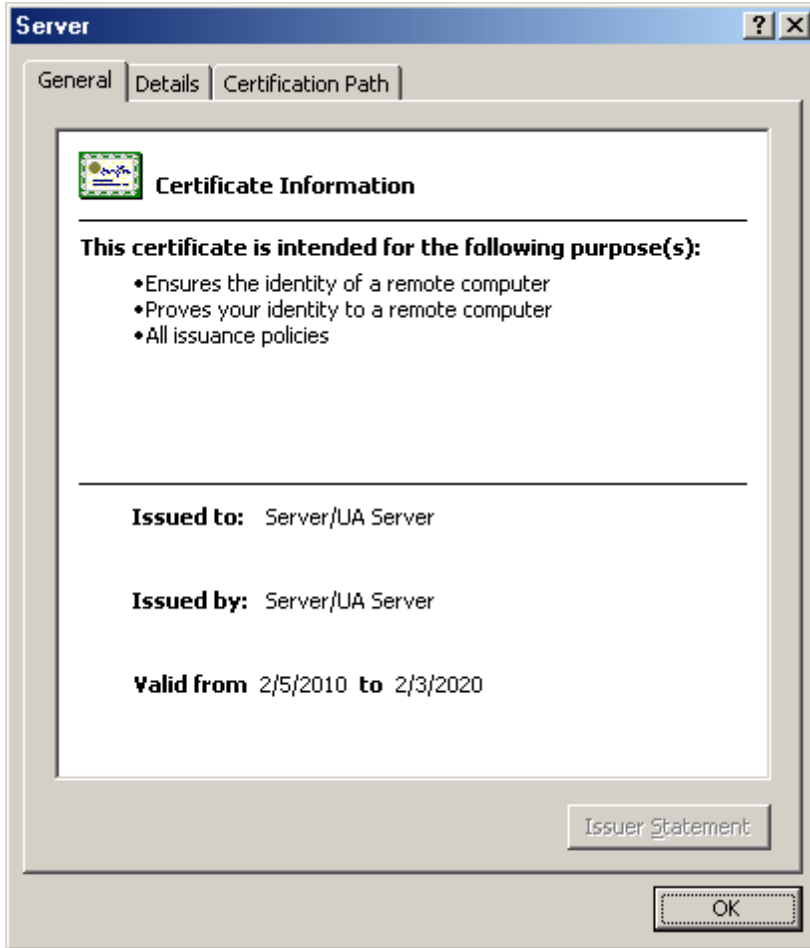 Server
General Details Certification Path
Certificate Information
This certificate is intended for the following purpose(s):
•Ensures the identity of a remote computer
•Proves your identity to a remote computer
•All issuance policies
Issued to: Server/UA Server
Issued by: Server/UA Server
Valid from 2/5/2010 to 2/3/2020
Issuer Statement
OK